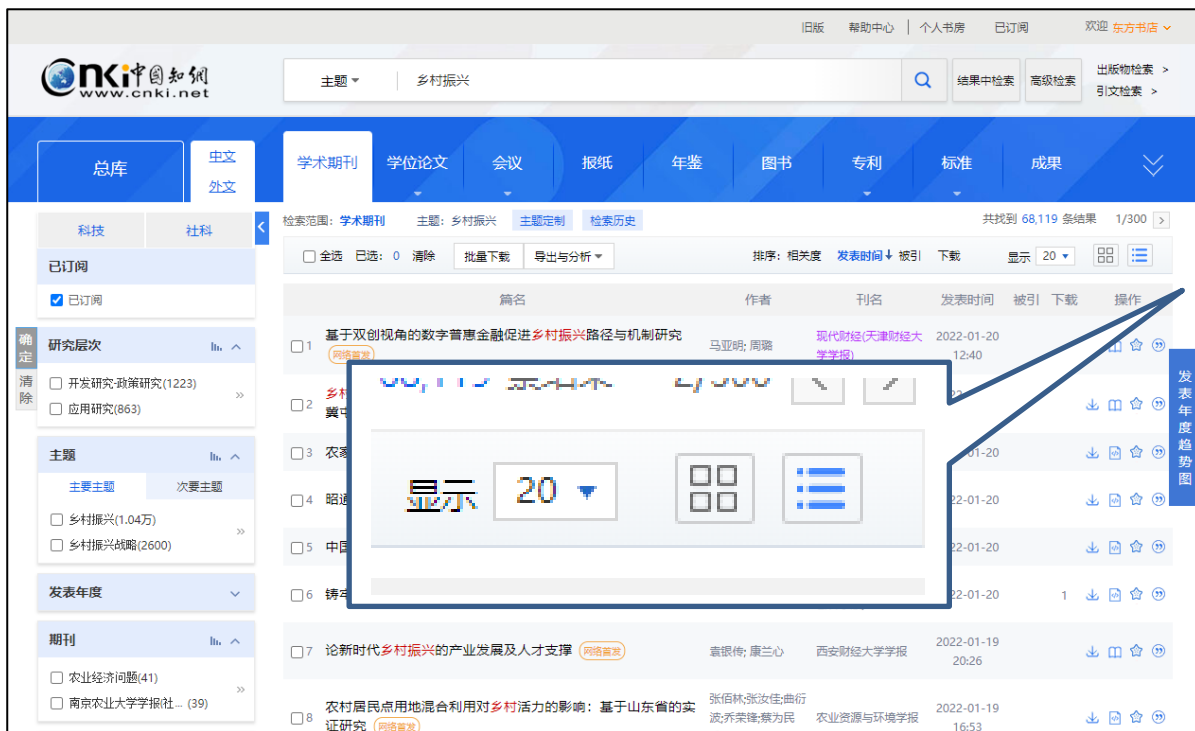 旧版 帮助中心 个人书房 已订阅 欢迎 东方书店
cnki 中国知网
www.cnki.net
主题 乡村振兴 结果中检索 高级检索 出版物检索 >
引文检索 >
总库 中文
外文
学术期刊 学位论文 会议 报纸 年鉴 图书 专利 标准 成果
科技 社科
检索范围: 学术期刊 主题: 乡村振兴 主题定制 检索历史 共找到 68,119 条结果 1/300 >
全选 已选: 0 清除 批量下载 导出与分析 排序: 相关度 发表时间↓ 被引 下载 显示 20
已订阅
已订阅
确定
清除
研究层次
开发研究-政策研究(1223)
应用研究(863)
主题
主要主题 次要主题
乡村振兴(1.04万)
乡村振兴战略(2600)
发表年度
期刊
农业经济问题(41)
南京农业大学学报(社... (39)
篇名 作者 刊名 发表时间 被引 下载 操作
1 基于双创视角的数字普惠金融促进乡村振兴路径与机制研究 网络首发 马亚明; 周璐 现代财经(天津财经大学学报) 2022-01-20 12:40
2 乡村
3 农家 01-20
4 昭通 22-01-20
5 中国 22-01-20
6 铸牢 22-01-20 1
显示 20
7 论新时代乡村振兴的产业发展及人才支撑 网络首发 袁银传; 康兰心 西安财经大学学报 2022-01-19 20:26
8 农村居民点用地混合利用对乡村活力的影响: 基于山东省的实证研究 网络首发 张佰林;张汝佳;曲衍波;乔荣锋;蔡为民 农业资源与环境学报 2022-01-19 16:53
发表年度趋势图